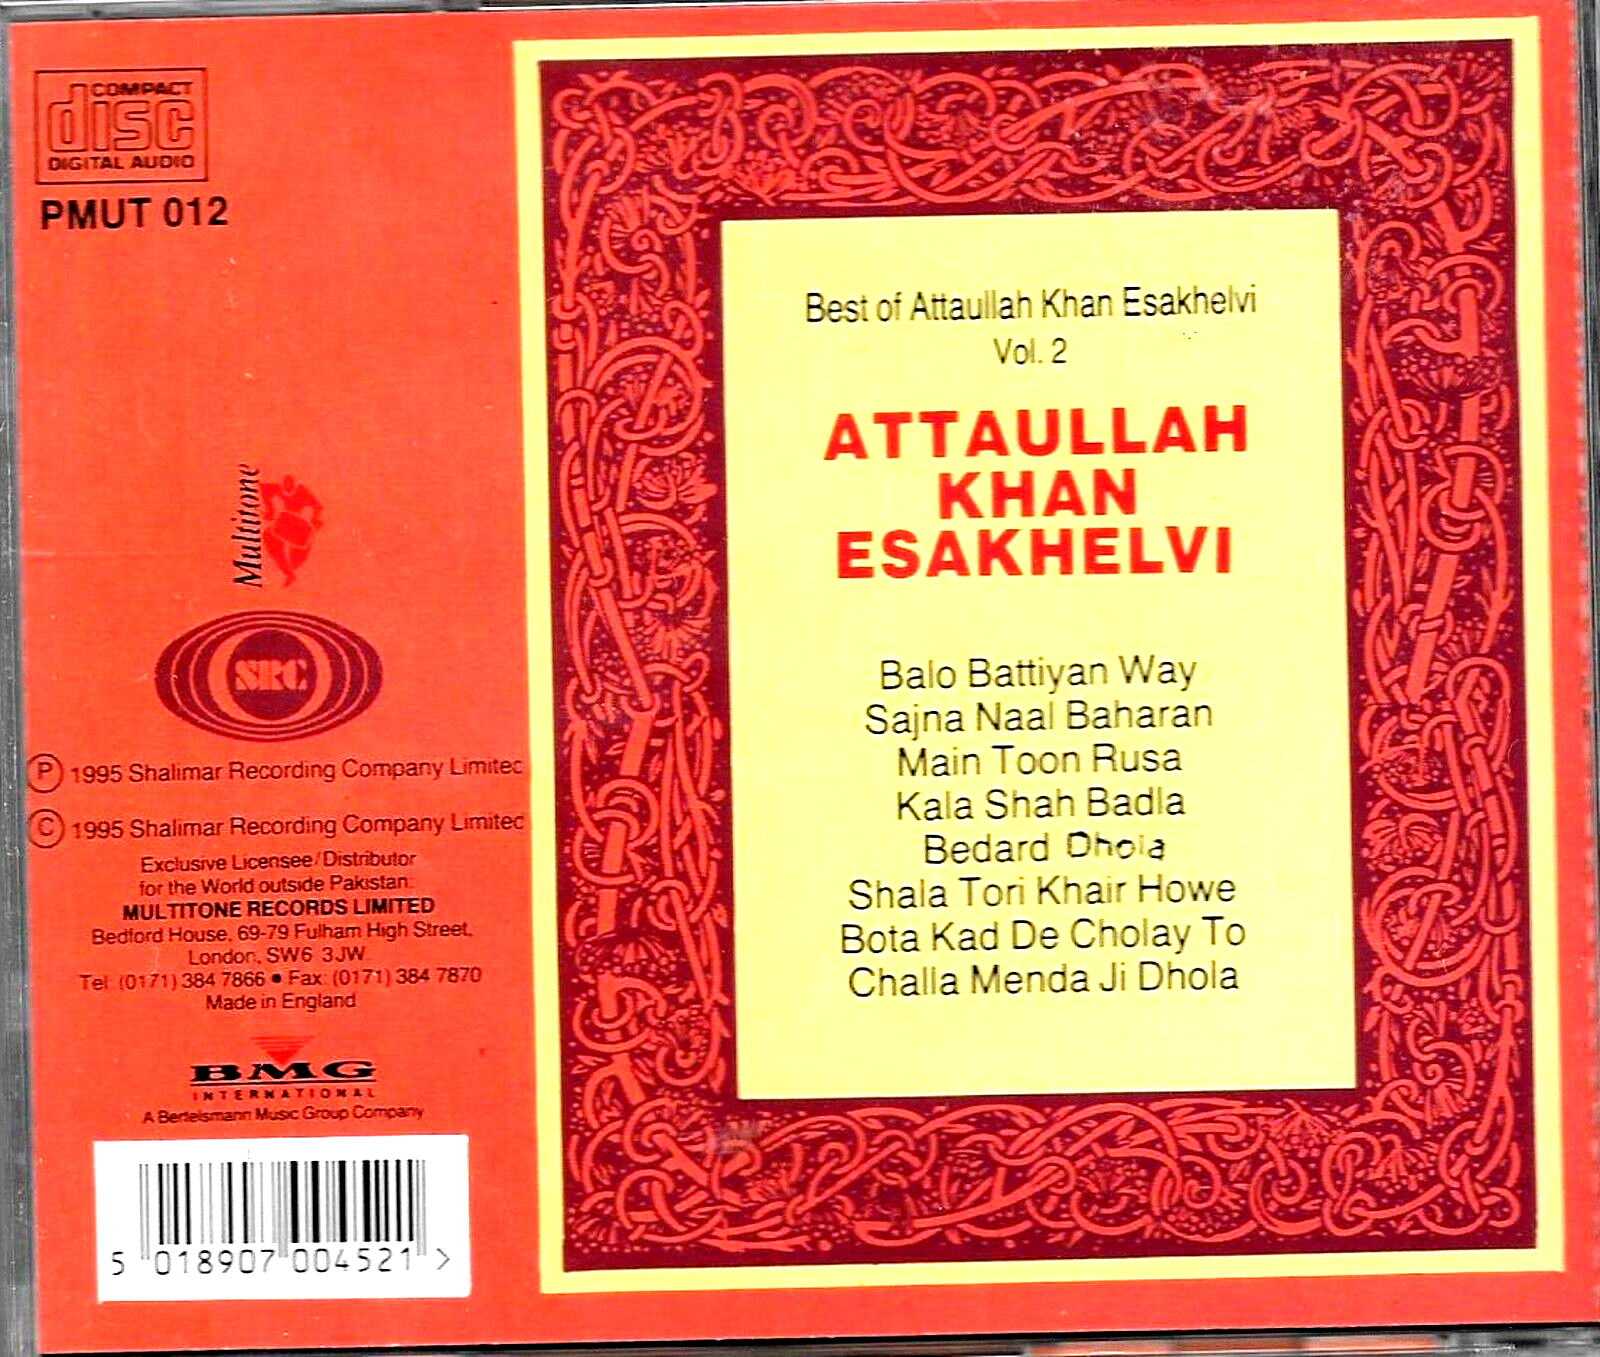 COMPACT
disc
DIGITAL AUDIO
PMUT 012
Multitone
SRC
Ⓟ 1995 Shalimar Recording Company Limited
Ⓒ 1995 Shalimar Recording Company Limited
Exclusive Licensee/Distributor
for the World outside Pakistan:
MULTITONE RECORDS LIMITED
Bedford House, 69-79 Fulham High Street,
London, SW6 3JW.
Tel: (0171) 384 7866 • Fax: (0171) 384 7870
Made in England
BMG
INTERNATIONAL
A Bertelsmann Music Group Company
5 018907 004521 >
Best of Attaullah Khan Esakhelvi
Vol. 2
ATTAULLAH
KHAN
ESAKHELVI
Balo Battiyan Way
Sajna Naal Baharan
Main Toon Rusa
Kala Shah Badla
Bedard Dhola
Shala Tori Khair Howe
Bota Kad De Cholay To
Challa Menda Ji Dhola